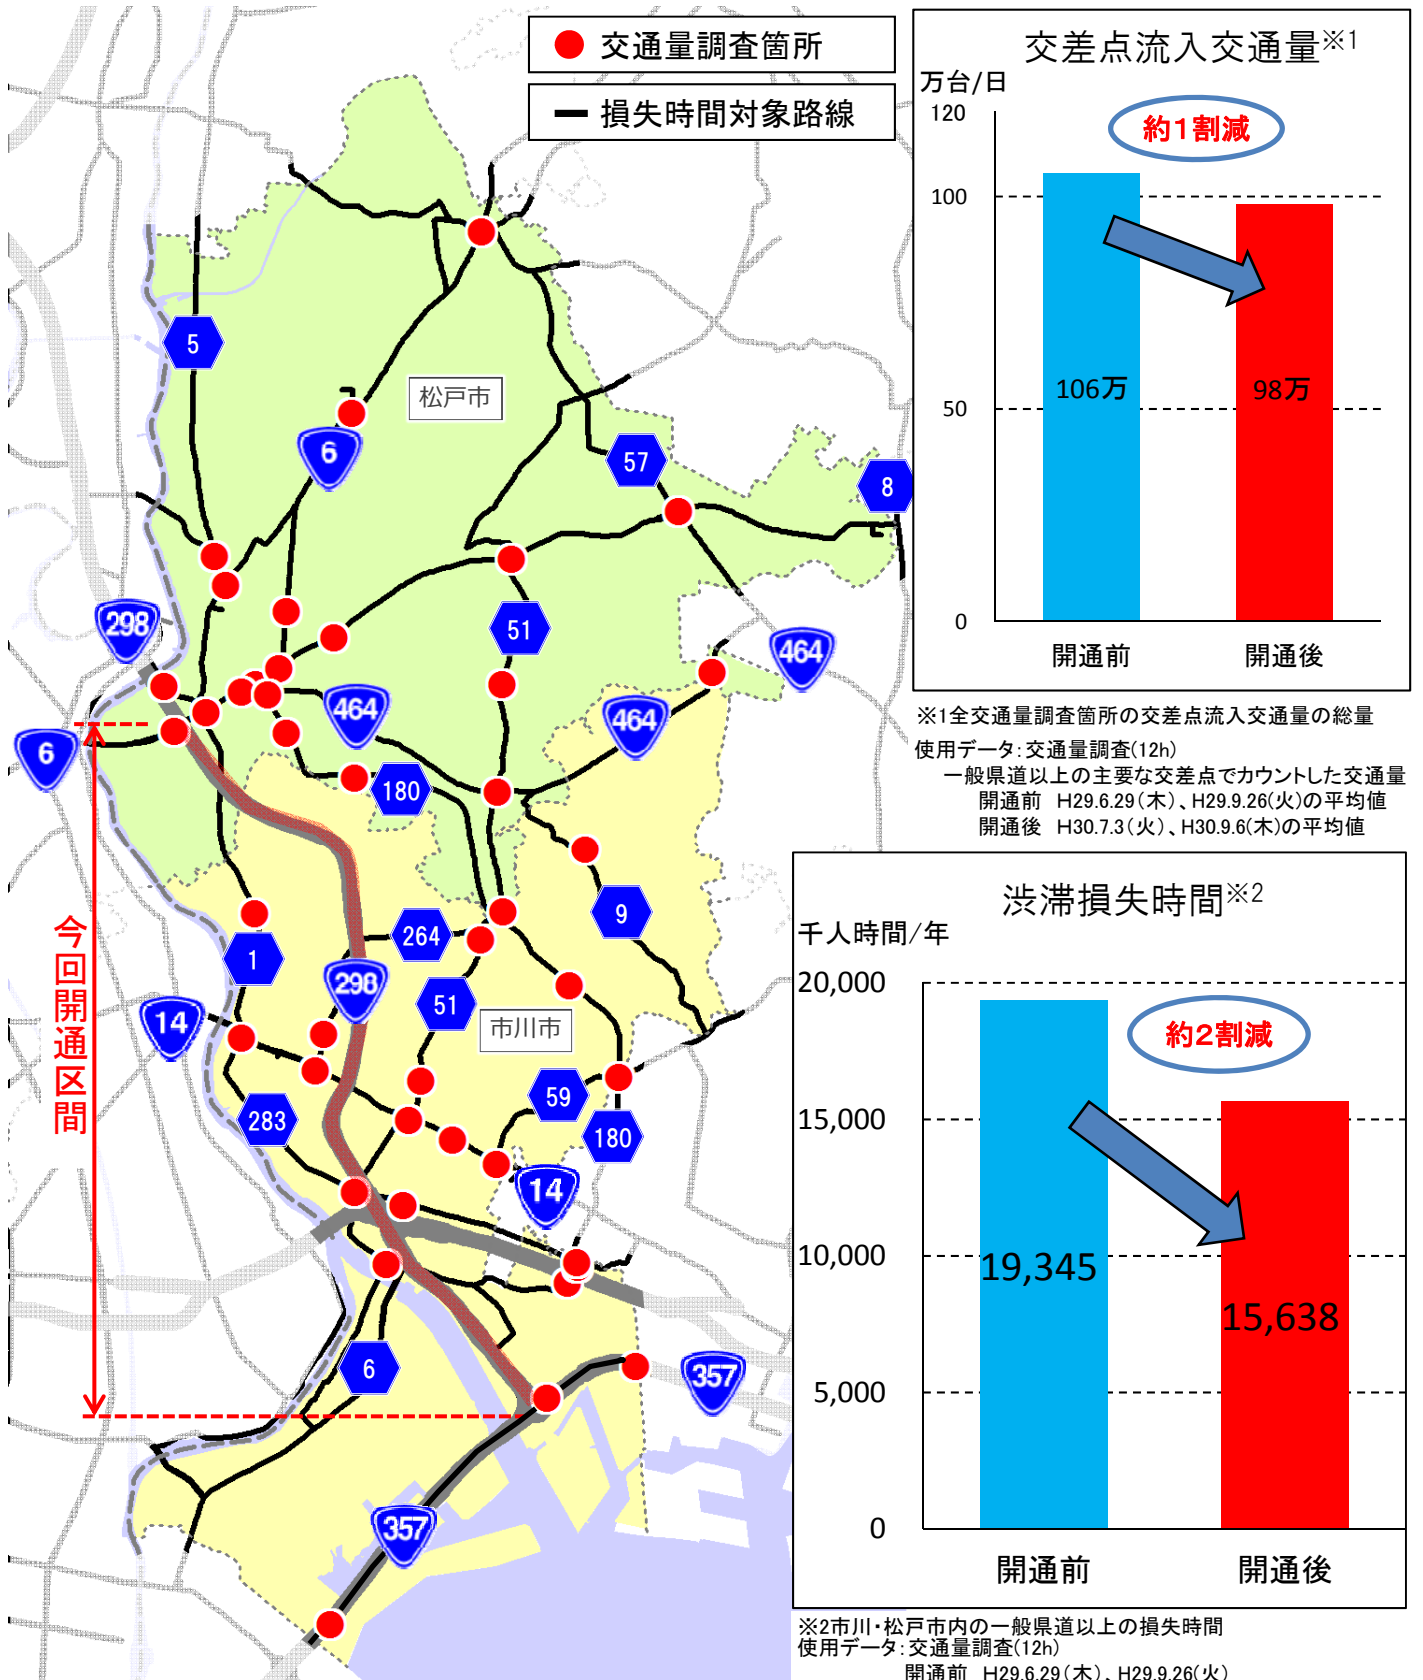 交通量調査箇所
損失時間対象路線
松戸市
市川市
今回開通区間
5
6
57
8
298
51
464
464
464
6
180
9
264
1
298
51
14
59
283
180
14
6
357
357
交差点流入交通量※1
万台/日
120
約1割減
100
106万
98万
50
0
開通前
開通後
※1全交通量調査箇所の交差点流入交通量の総量
使用データ:交通量調査(12h)
一般県道以上の主要な交差点でカウントした交通量
開通前 H29.6.29(木)、H29.9.26(火)の平均値
開通後 H30.7.3(火)、H30.9.6(木)の平均値
渋滞損失時間※2
千人時間/年
20,000
約2割減
15,000
10,000
19,345
15,638
5,000
0
開通前
開通後
※2市川・松戸市内の一般県道以上の損失時間
使用データ:交通量調査(12h)
開通前 H29.6.29(木)、H29.9.26(火)